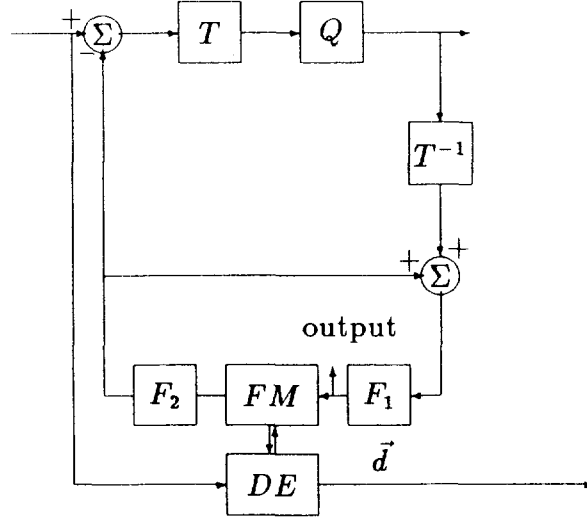 +
Σ
−
T
Q
T⁻¹
+ +
Σ
output
F₂
FM
F₁
DE
d⃗